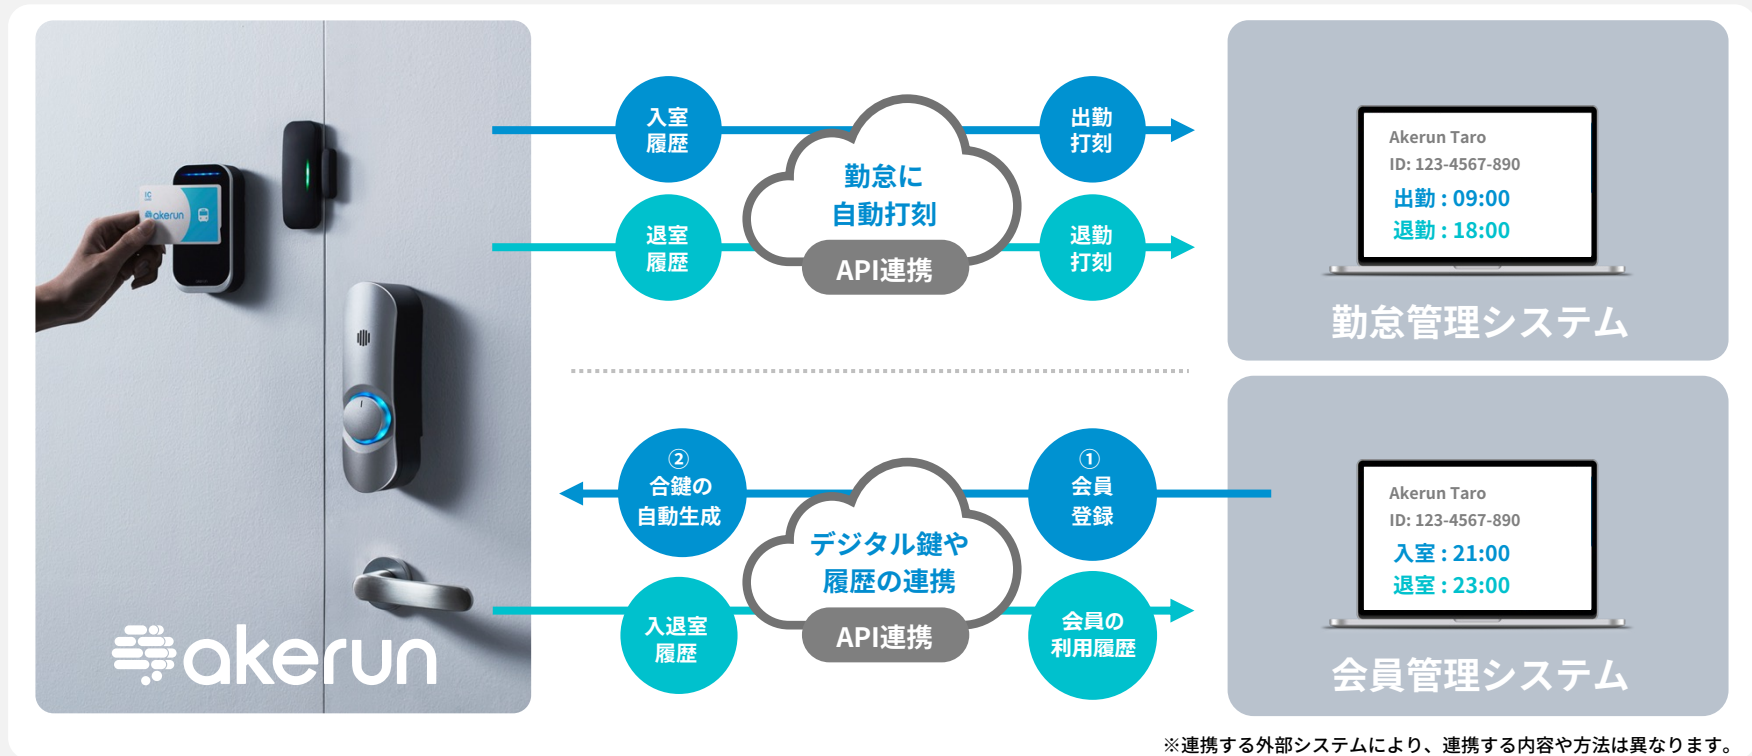 入室
履歴
出勤
打刻
勤怠に
自動打刻
API連携
退室
履歴
退勤
打刻
Akerun Taro
ID: 123-4567-890
出勤 : 09:00
退勤 : 18:00
勤怠管理システム
IC
akerun
②
合鍵の
自動生成
①
会員
登録
デジタル鍵や
履歴の連携
API連携
入退室
履歴
会員の
利用履歴
Akerun Taro
ID: 123-4567-890
入室 : 21:00
退室 : 23:00
会員管理システム
akerun
※連携する外部システムにより、連携する内容や方法は異なります。